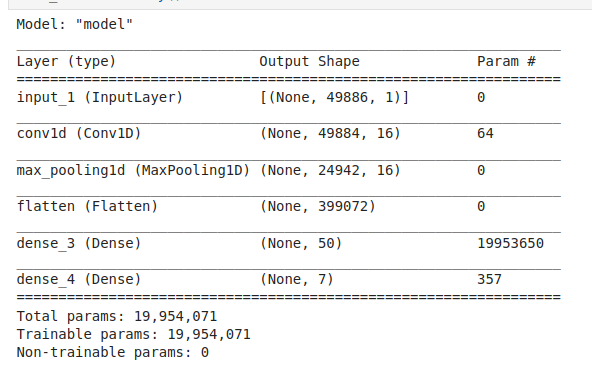 Model: "model"
Layer (type) Output Shape Param #
=================================================================
input_1 (InputLayer) [(None, 49886, 1)] 0
conv1d (Conv1D) (None, 49884, 16) 64
max_pooling1d (MaxPooling1D) (None, 24942, 16) 0
flatten (Flatten) (None, 399072) 0
dense_3 (Dense) (None, 50) 19953650
dense_4 (Dense) (None, 7) 357
=================================================================
Total params: 19,954,071
Trainable params: 19,954,071
Non-trainable params: 0